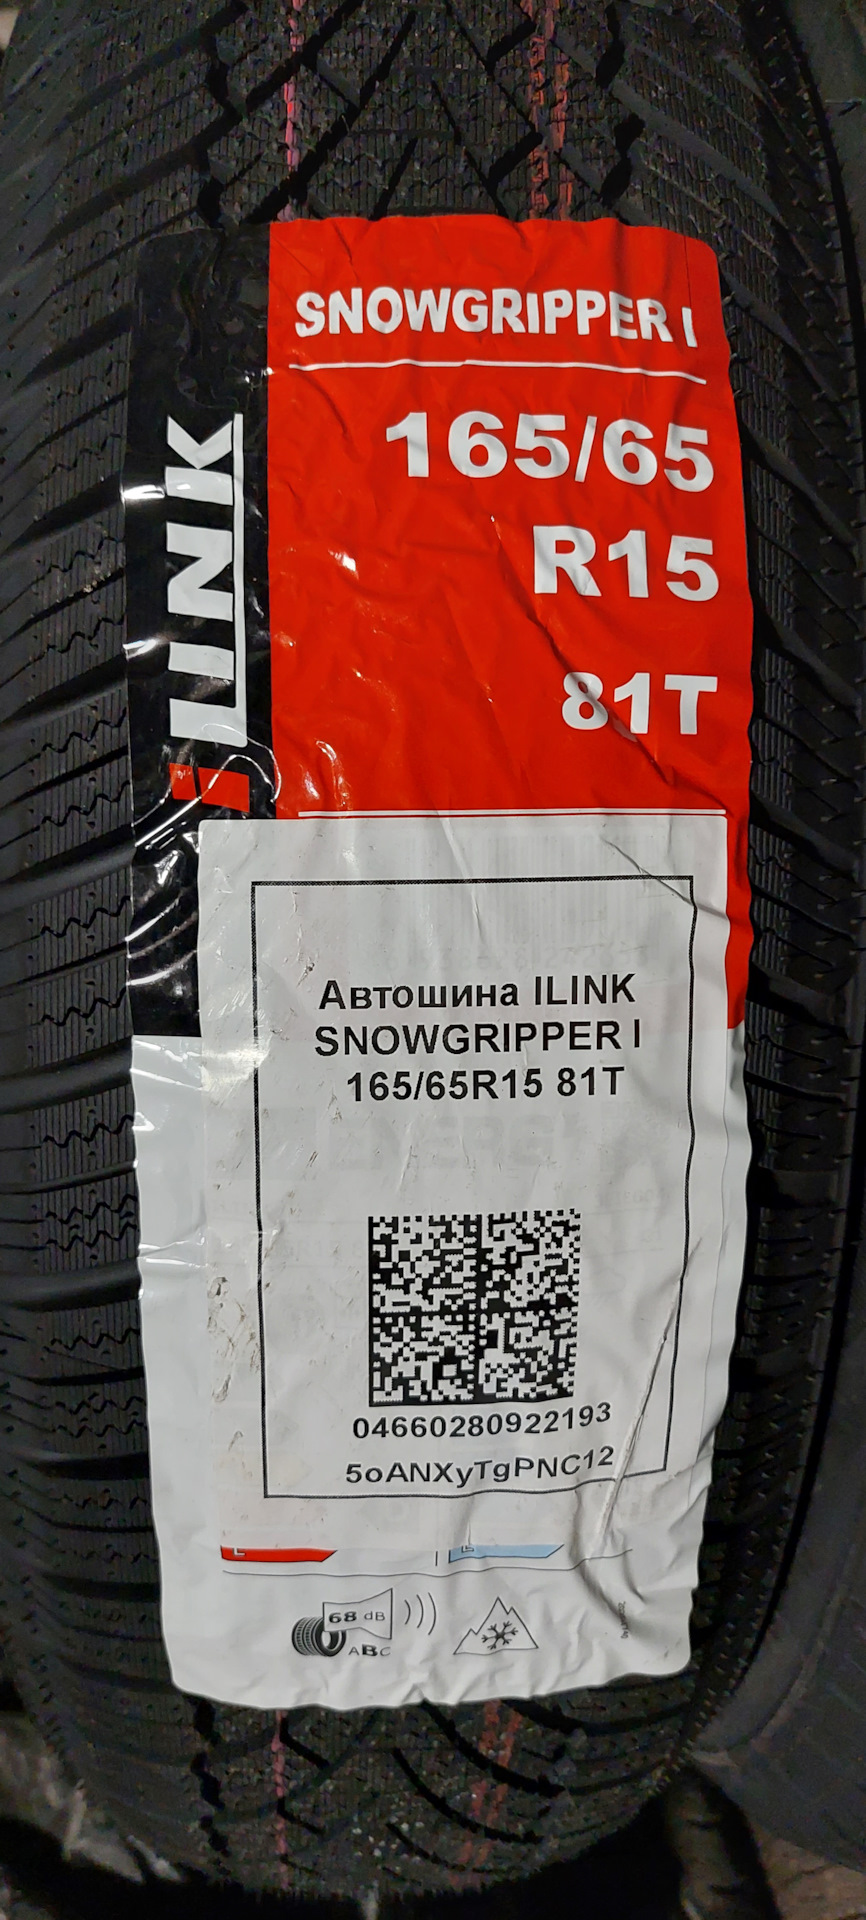 SNOWGRIPPER I
165/65
R15
81T
iLINK
Автошина ILINK
SNOWGRIPPER I
165/65R15 81T
04660280922193
5oANXyTgPNC12
68 dB
ABC